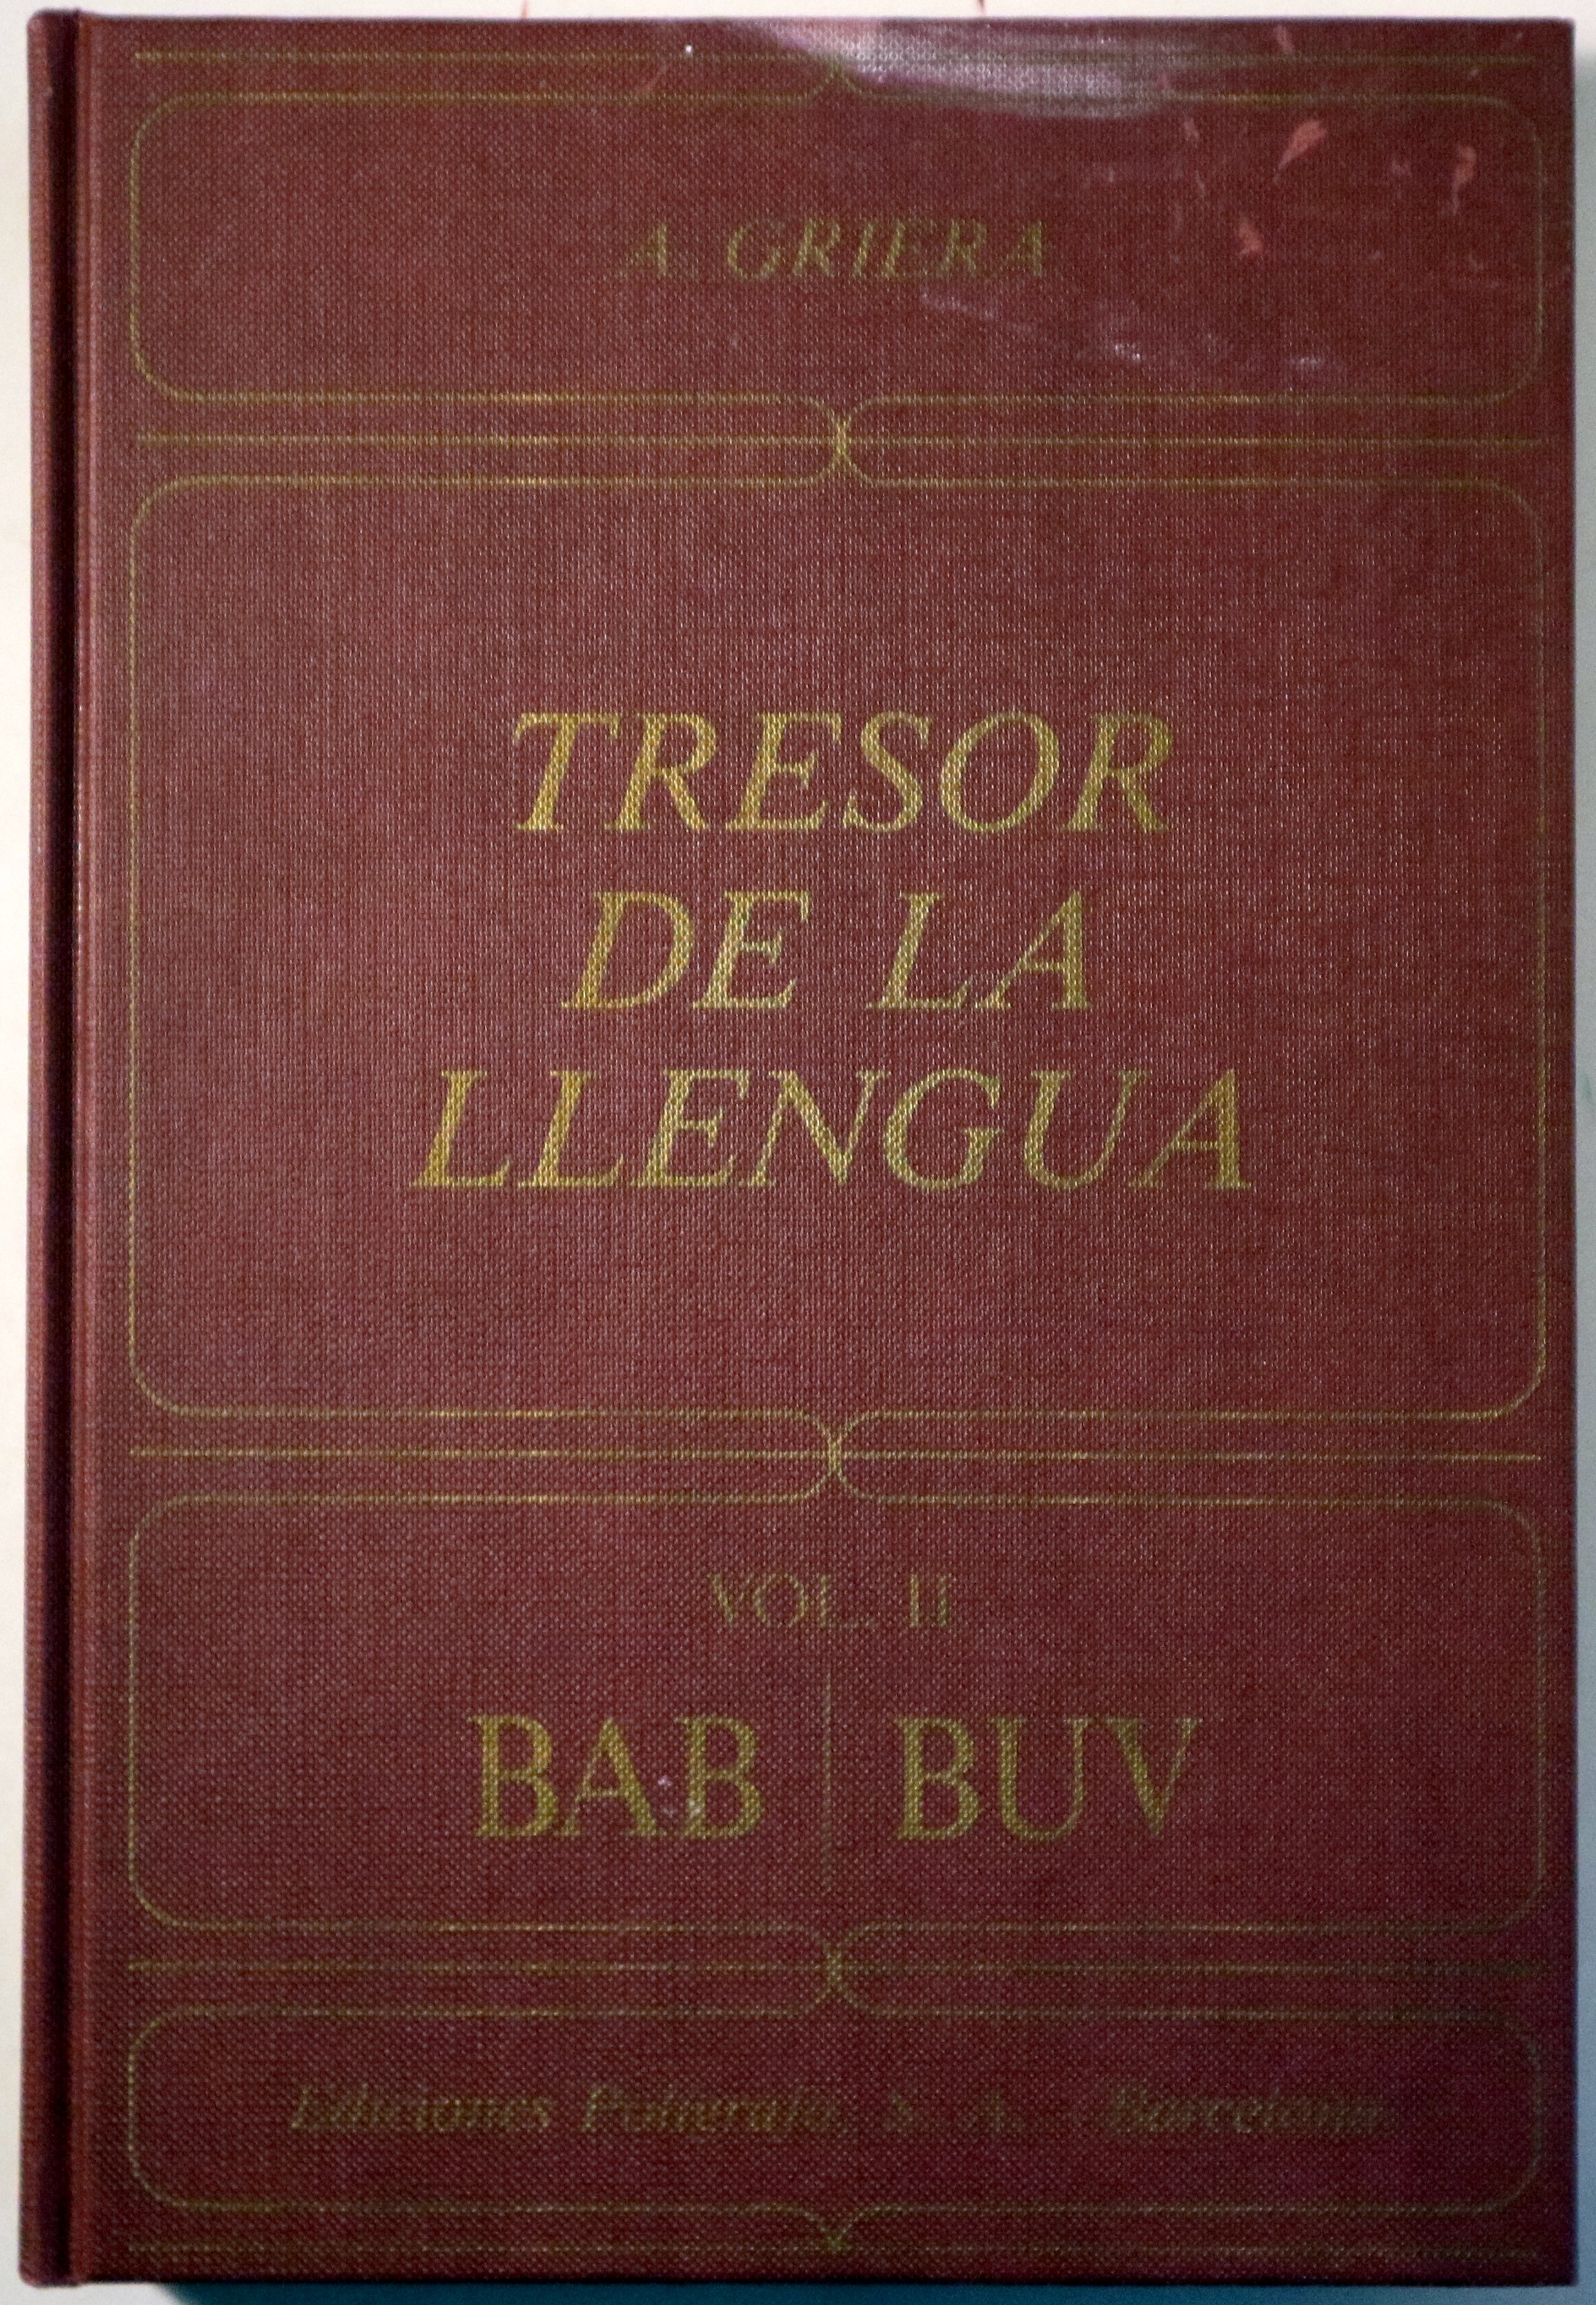 A. GRIERA
TRESOR
DE LA
LLENGUA
VOL. II
BAB | BUV
Ediciones Polígrafa, S. A. - Barcelona